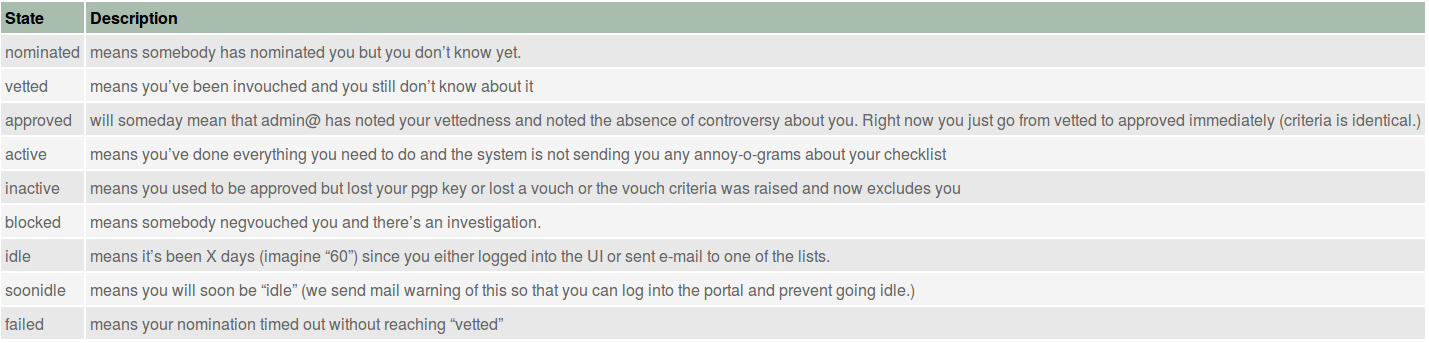 State Description
nominated means somebody has nominated you but you don’t know yet.
vetted means you’ve been invouched and you still don’t know about it
approved will someday mean that admin@ has noted your vettedness and noted the absence of controversy about you. Right now you just go from vetted to approved immediately (criteria is identical.)
active means you’ve done everything you need to do and the system is not sending you any annoy-o-grams about your checklist
inactive means you used to be approved but lost your pgp key or lost a vouch or the vouch criteria was raised and now excludes you
blocked means somebody negvouched you and there’s an investigation.
idle means it’s been X days (imagine “60”) since you either logged into the UI or sent e-mail to one of the lists.
soonidle means you will soon be “idle” (we send mail warning of this so that you can log into the portal and prevent going idle.)
failed means your nomination timed out without reaching “vetted”